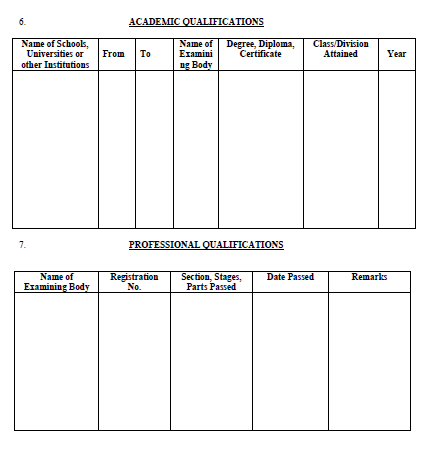 6. ACADEMIC QUALIFICATIONS
Name of Schools, Universities or other Institutions
From
To
Name of Examini ng Body
Degree, Diploma, Certificate
Class/Division Attained
Year
7. PROFESSIONAL QUALIFICATIONS
Name of Examining Body
Registration No.
Section, Stages, Parts Passed
Date Passed
Remarks